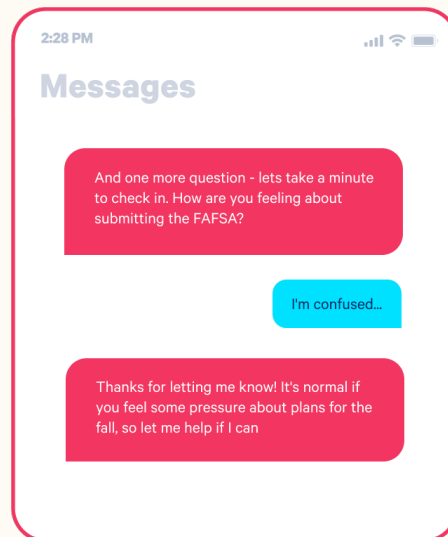 2:28 PM
Messages
And one more question - lets take a minute
to check in. How are you feeling about
submitting the FAFSA?
I'm confused...
Thanks for letting me know! It's normal if
you feel some pressure about plans for the
fall, so let me help if I can